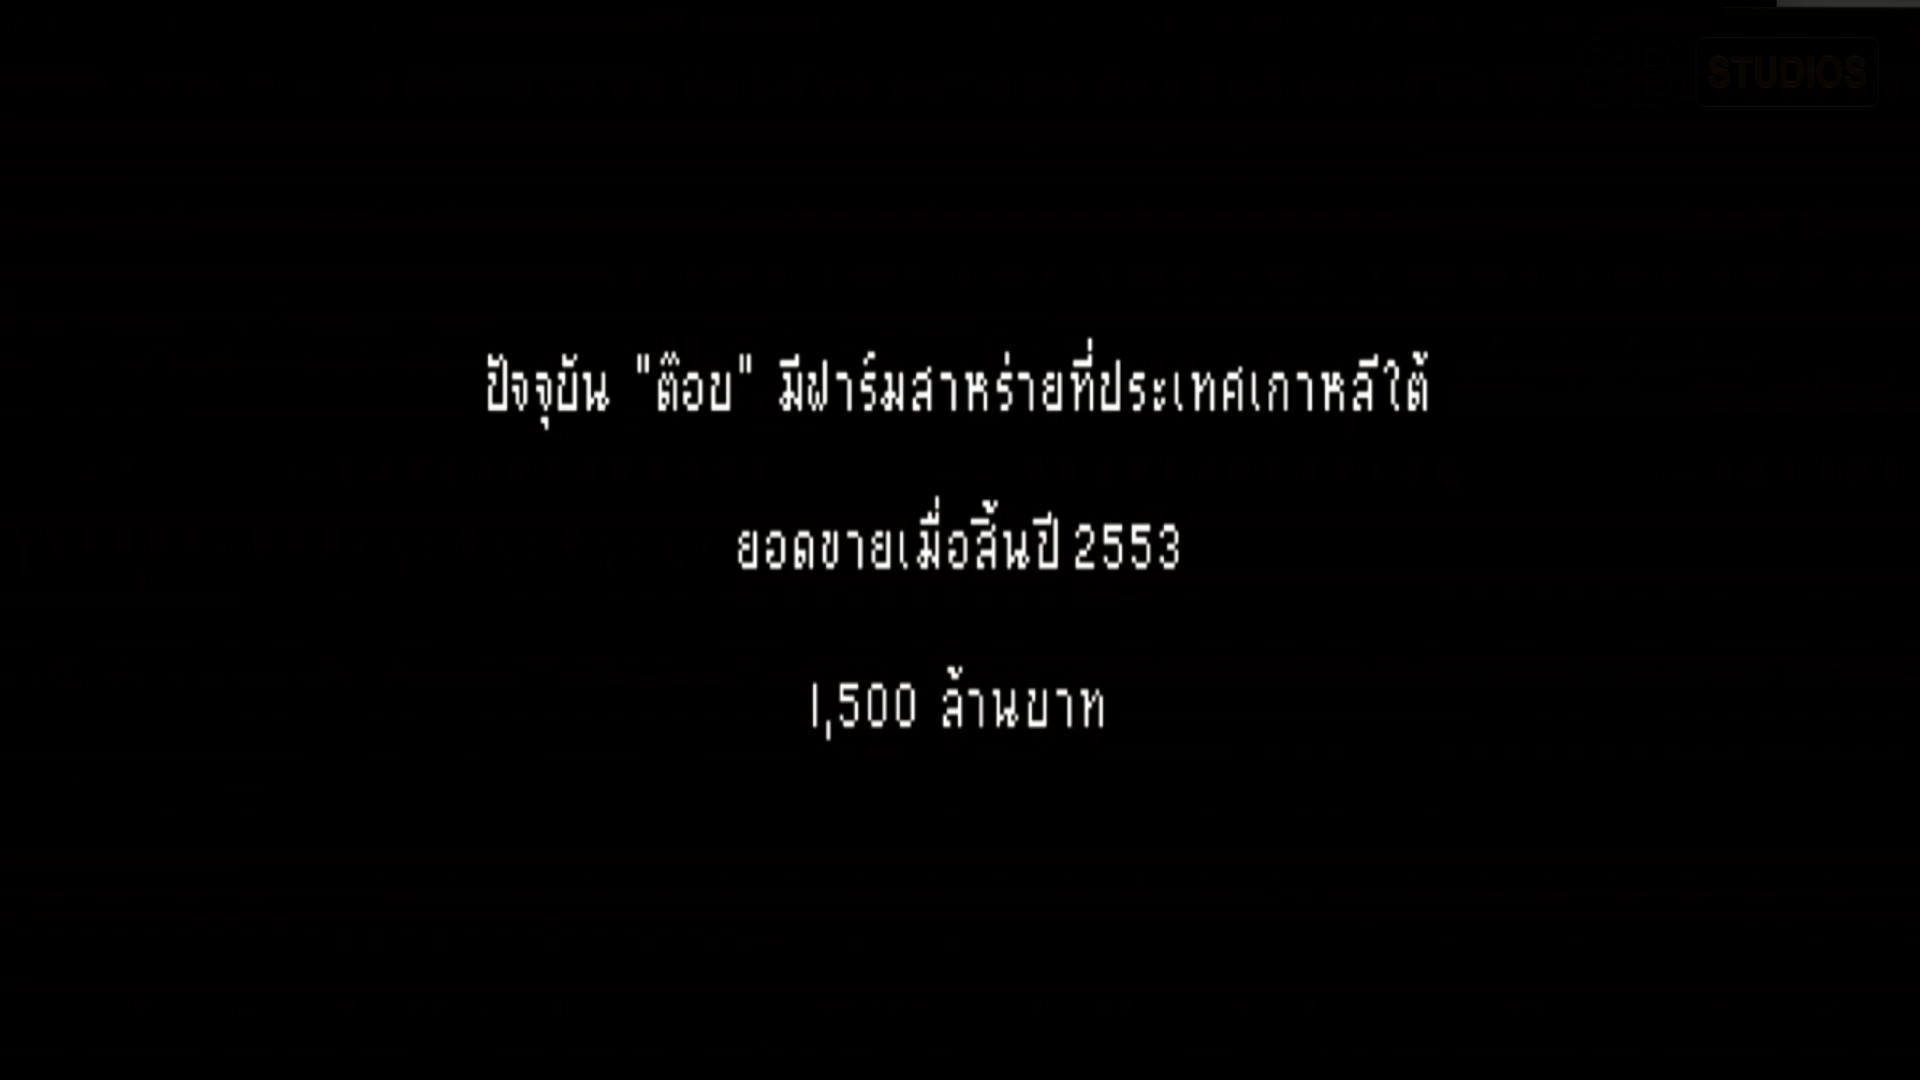 STUDIOS
ปัจจุบัน "ต๊อบ" มีฟาร์มสาหร่ายที่ประเทศเกาหลีใต้
ยอดขายเมื่อสิ้นปี 2553
1,500 ล้านบาท